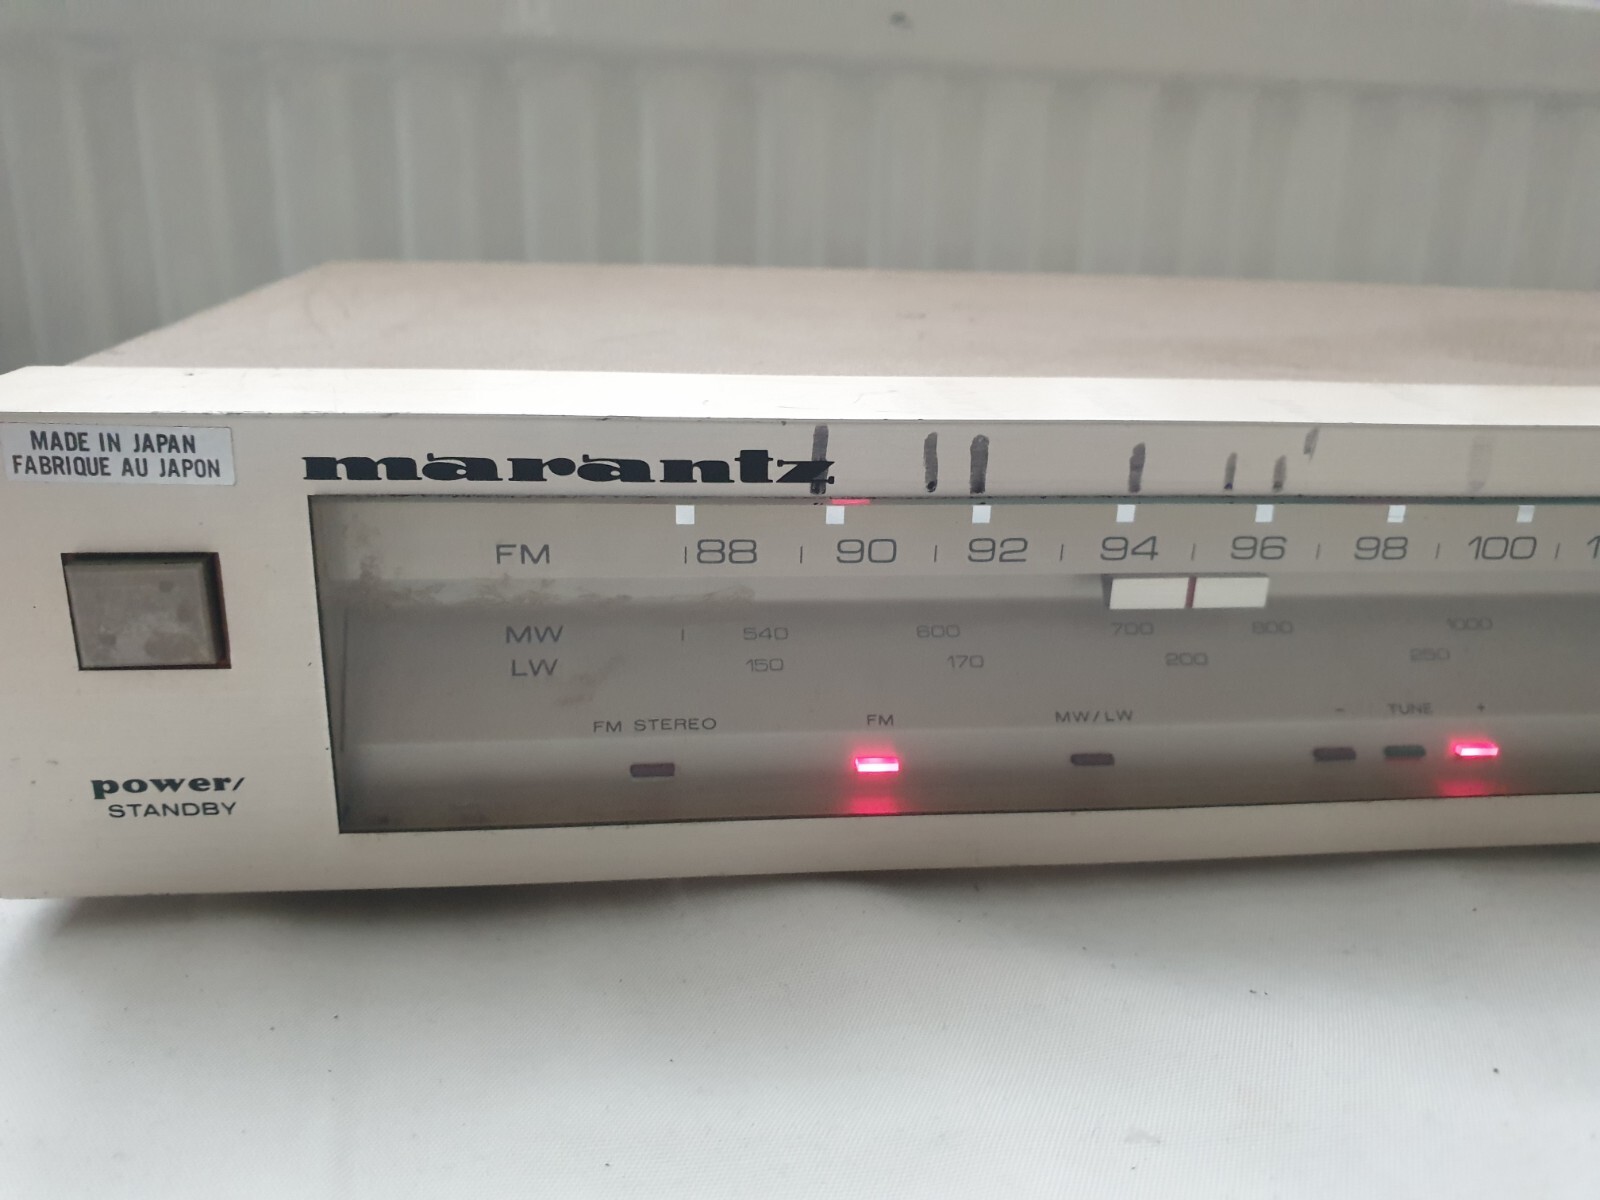 MADE IN JAPAN
FABRIQUE AU JAPON
marantz
FM 88 90 92 94 96 98 100
MW 540 600 700 800 1000
LW 150 170 200 250
FM STEREO FM MW/LW - TUNE +
power/
STANDBY